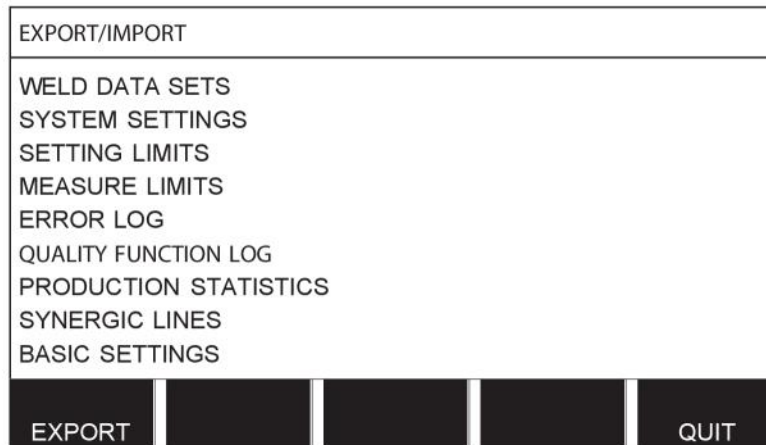 EXPORT/IMPORT
WELD DATA SETS
SYSTEM SETTINGS
SETTING LIMITS
MEASURE LIMITS
ERROR LOG
QUALITY FUNCTION LOG
PRODUCTION STATISTICS
SYNERGIC LINES
BASIC SETTINGS
EXPORT QUIT